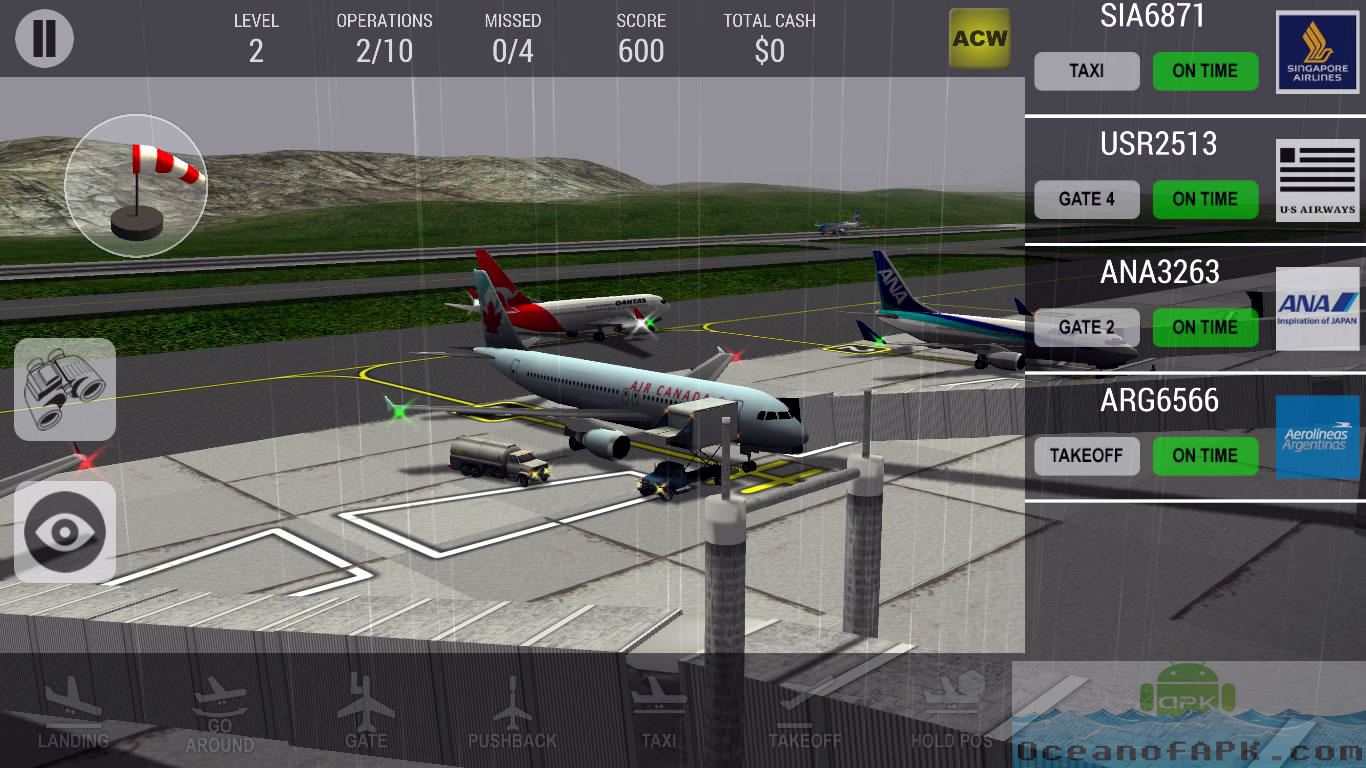 LEVEL
2
OPERATIONS
2/10
MISSED
0/4
SCORE
600
TOTAL CASH
$0
ACW
SIA6871
TAXI
ON TIME
SINGAPORE
AIRLINES
USR2513
GATE 4
ON TIME
U·S AIRWAYS
ANA3263
GATE 2
ON TIME
ANA
Inspiration of JAPAN
ARG6566
TAKEOFF
ON TIME
Aerolíneas
Argentinas
QANTAS
ANA
AIR CANADA
LANDING
GO
AROUND
GATE
PUSHBACK
TAXI
TAKEOFF
HOLD POS
APK
OceanofAPK.com